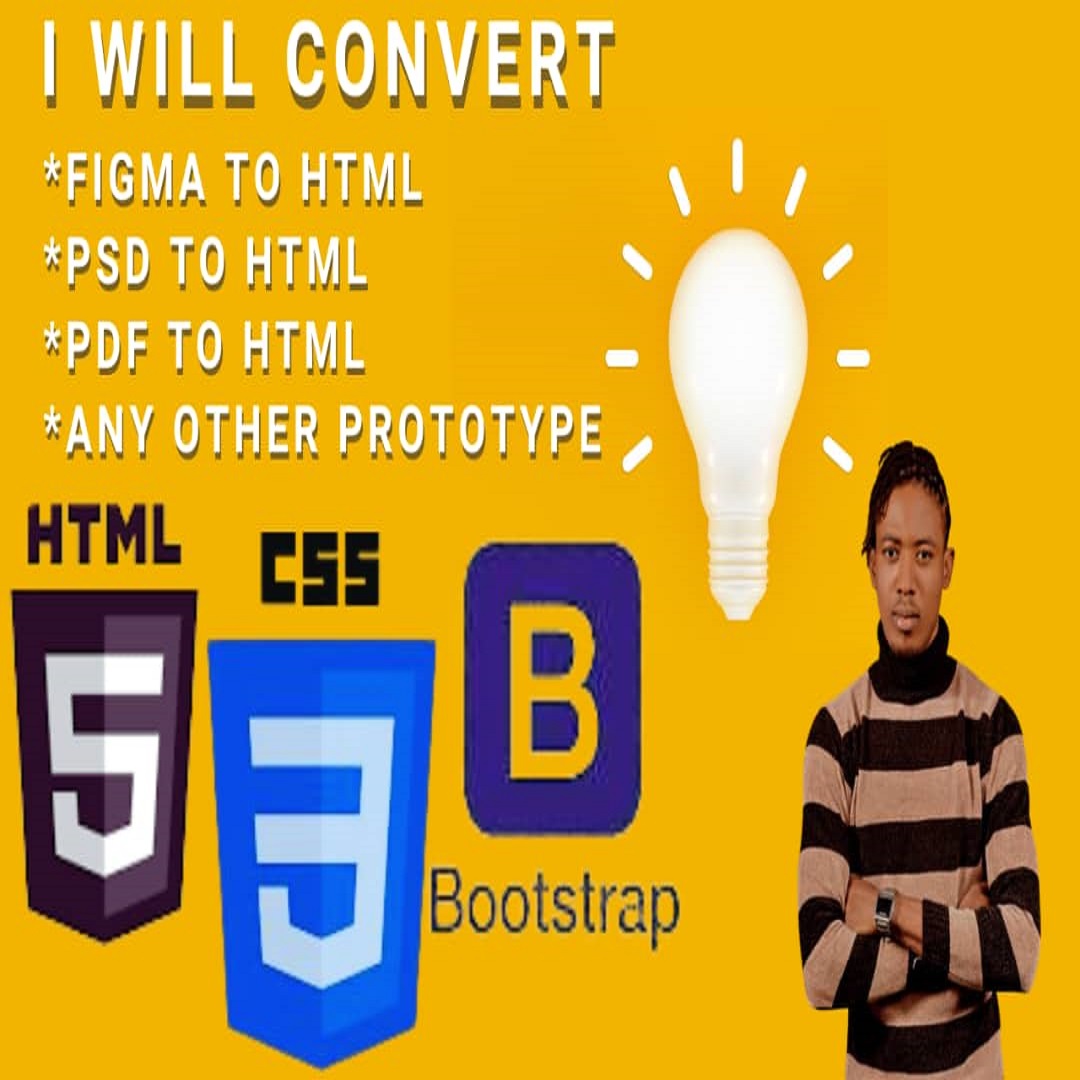 I WILL CONVERT
*FIGMA TO HTML
*PSD TO HTML
*PDF TO HTML
*ANY OTHER PROTOTYPE
HTML
5
CSS
3
B
Bootstrap